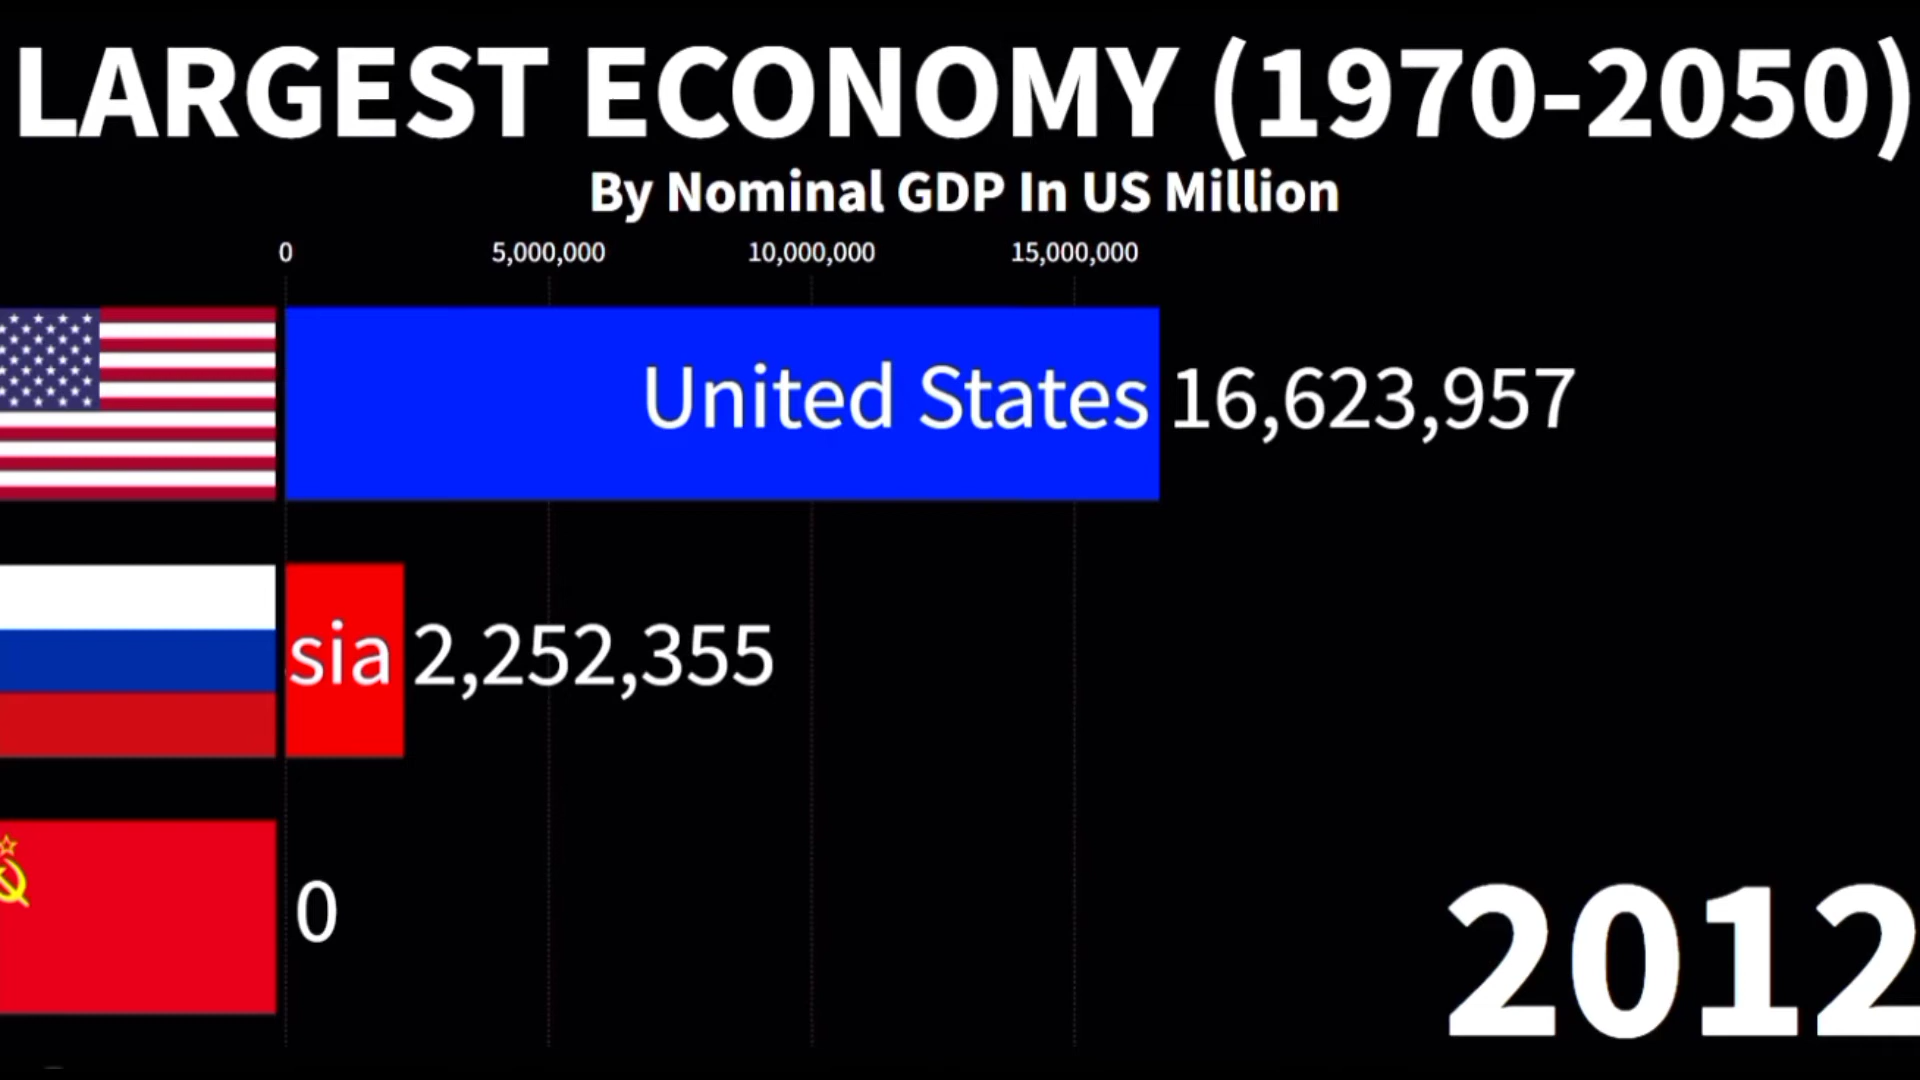 LARGEST ECONOMY (1970-2050)
By Nominal GDP In US Million
0 5,000,000 10,000,000 15,000,000
United States 16,623,957
sia 2,252,355
0
2012